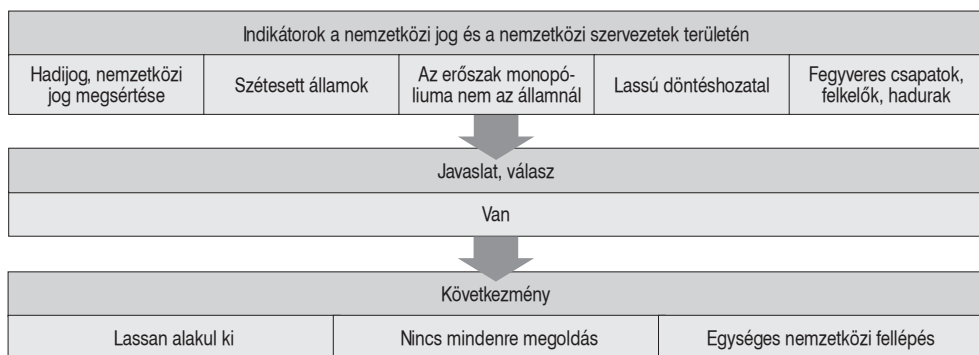 Indikátorok a nemzetközi jog és a nemzetközi szervezetek területén
Hadijog, nemzetközi
jog megsértése
Szétesett államok
Az erőszak monopó-
liuma nem az államnál
Lassú döntéshozatal
Fegyveres csapatok,
felkelők, hadurak
Javaslat, válasz
Van
Következmény
Lassan alakul ki
Nincs mindenre megoldás
Egységes nemzetközi fellépés